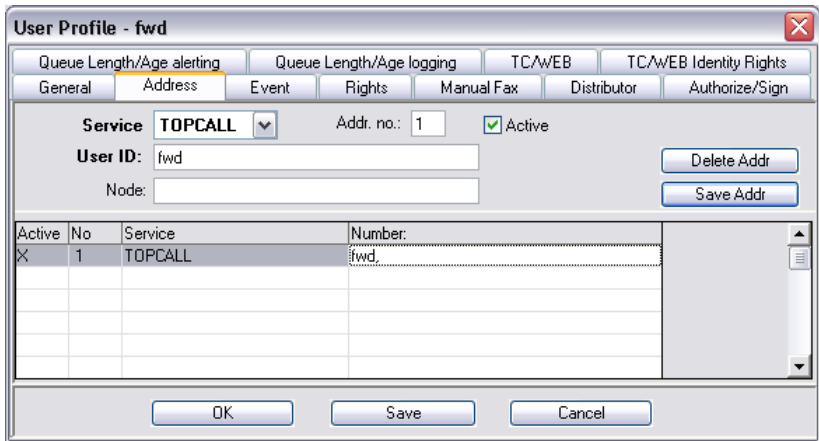 User Profile - fwd
Queue Length/Age alerting Queue Length/Age logging TC/WEB TC/WEB Identity Rights
General Address Event Rights Manual Fax Distributor Authorize/Sign
Service TOPCALL Addr. no.: 1 Active
User ID: fwd Delete Addr
Node: Save Addr
Active No Service Number:
X 1 TOPCALL fwd,
OK Save Cancel